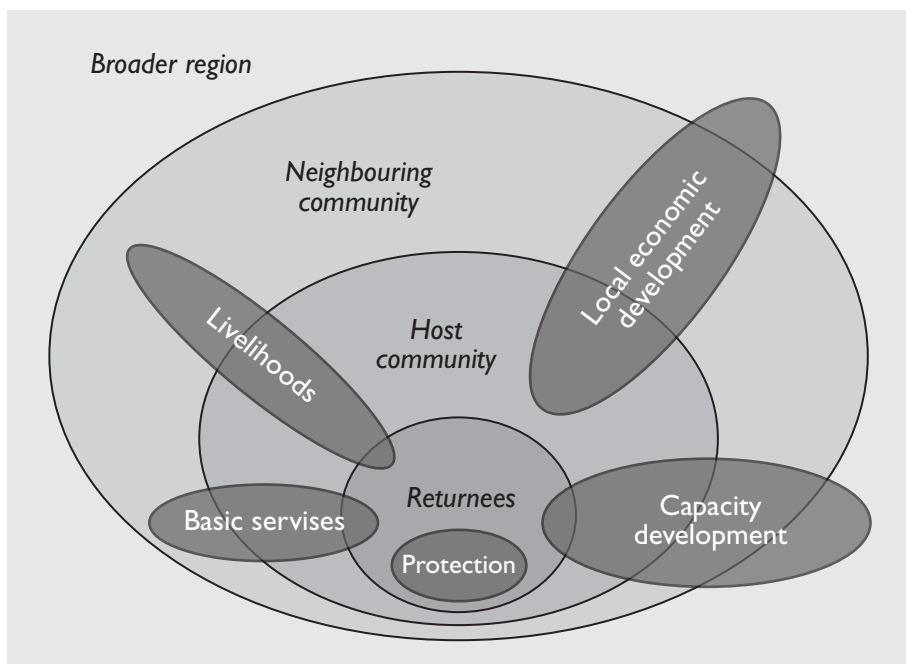 Broader region
Neighbouring
community
Local economic
development
Livelihoods
Host
community
Returnees
Basic servises
Capacity
development
Protection